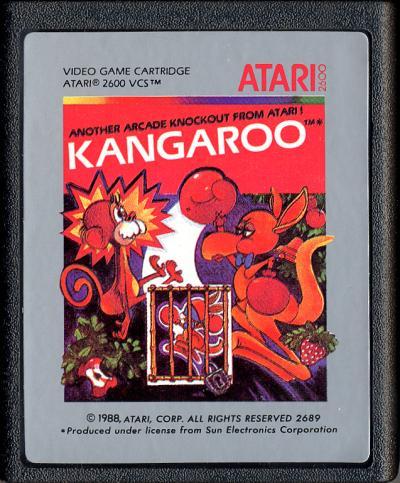 VIDEO GAME CARTRIDGE
ATARI® 2600 VCS™
ATARI 2600
ANOTHER ARCADE KNOCKOUT FROM ATARI!
KANGAROO™*
© 1988, ATARI, CORP. ALL RIGHTS RESERVED 2689
*Produced under license from Sun Electronics Corporation